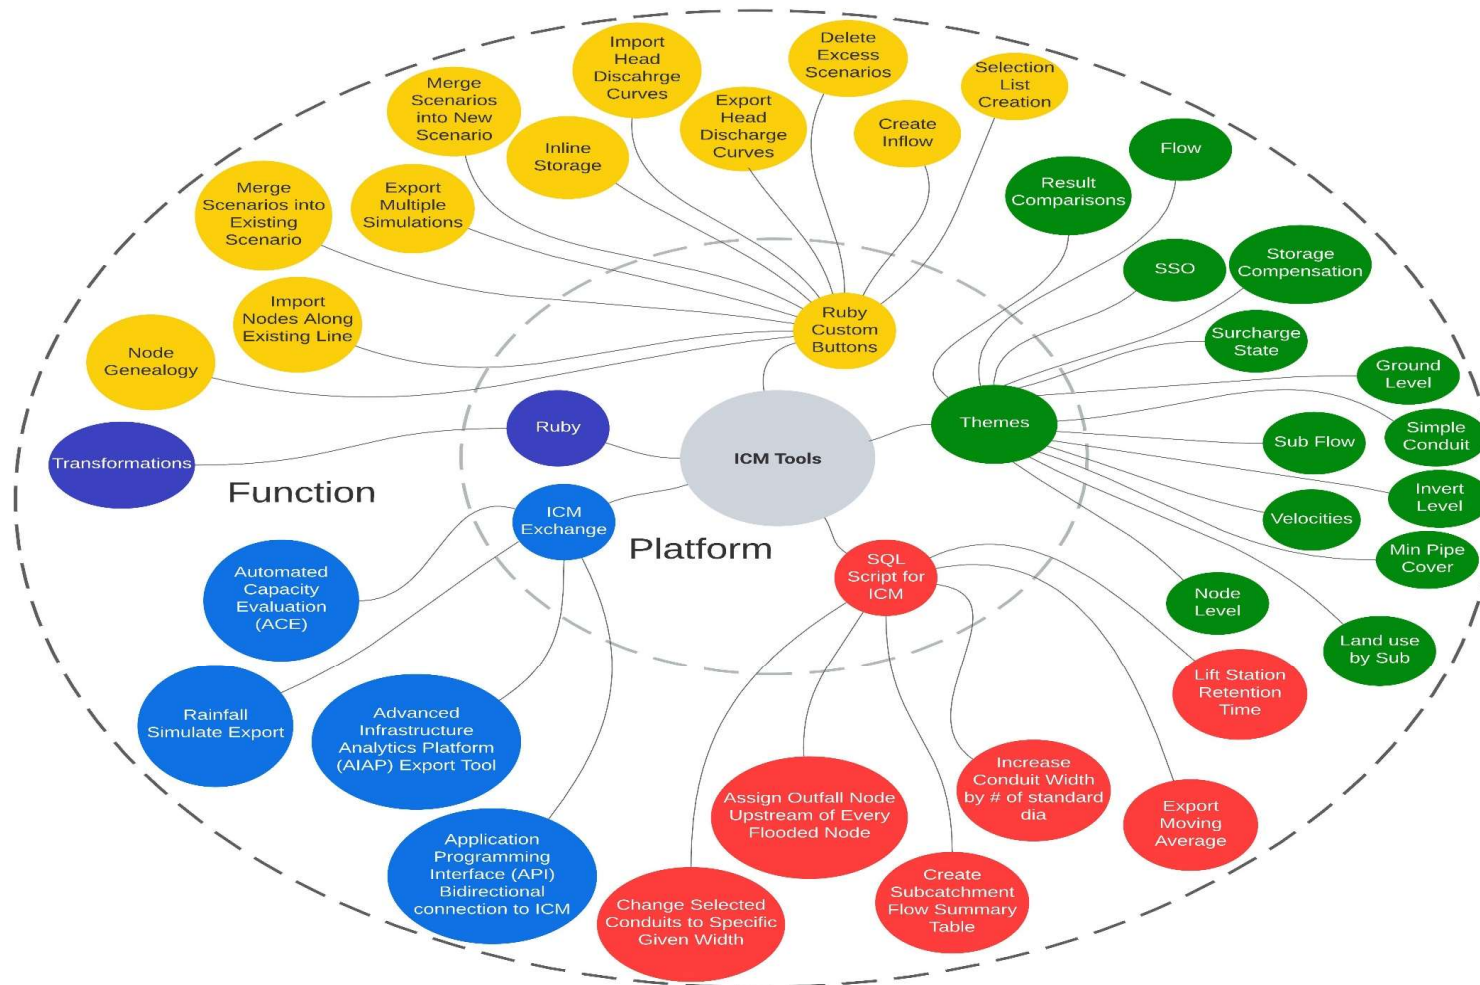 Import
Head
Discahrge
Curves
Delete
Excess
Scenarios
Selection
List
Creation
Merge
Scenarios
into New
Scenario
Export
Head
Discharge
Curves
Create
Inflow
Inline
Storage
Flow
Merge
Scenarios into
Existing
Scenario
Export
Multiple
Simulations
Result
Comparisons
SSO
Storage
Compensation
Import
Nodes Along
Existing Line
Ruby
Custom
Buttons
Surcharge
State
Node
Genealogy
Ground
Level
Transformations
Ruby
ICM Tools
Themes
Sub Flow
Simple
Conduit
Function
ICM
Exchange
Platform
Velocities
Invert
Level
Min Pipe
Cover
Automated
Capacity
Evaluation
(ACE)
SQL
Script for
ICM
Node
Level
Land use
by Sub
Rainfall
Simulate Export
Advanced
Infrastructure
Analytics Platform
(AIAP) Export Tool
Lift Station
Retention
Time
Assign Outfall Node
Upstream of Every
Flooded Node
Increase
Conduit Width
by # of standard
dia
Export
Moving
Average
Application
Programming
Interface (API)
Bidirectional
connection to ICM
Change Selected
Conduits to Specific
Given Width
Create
Subcatchment
Flow Summary
Table